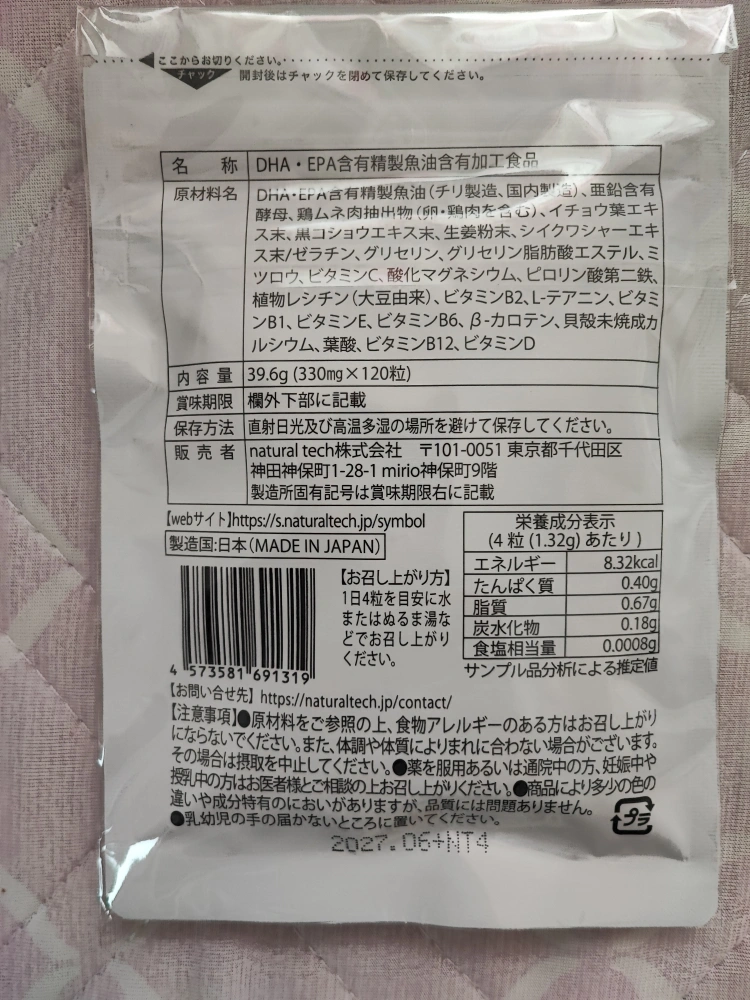 ここからお切りください。
チャック 開封後はチャックを閉めて保存してください。
名 称 DHA・EPA含有精製魚油含有加工食品
原材料名 DHA・EPA含有精製魚油(チリ製造、国内製造)、亜鉛含有
酵母、鶏ムネ肉抽出物(卵・鶏肉を含む)、イチョウ葉エキ
ス末、黒コショウエキス末、生姜粉末、シイクワシャーエキ
ス末/ゼラチン、グリセリン、グリセリン脂肪酸エステル、ミ
ツロウ、ビタミンC、酸化マグネシウム、ピロリン酸第二鉄、
植物レシチン(大豆由来)、ビタミンB2、L-テアニン、ビタミ
ンB1、ビタミンE、ビタミンB6、β-カロテン、貝殻未焼成カ
ルシウム、葉酸、ビタミンB12、ビタミンD
内容量 39.6g (330mg×120粒)
賞味期限 欄外下部に記載
保存方法 直射日光及び高温多湿の場所を避けて保存してください。
販売者 natural tech株式会社 〒101-0051 東京都千代田区
神田神保町1-28-1 mirio神保町9階
製造所固有記号は賞味期限右に記載
【webサイト】https://s.naturaltech.jp/symbol
製造国:日本(MADE IN JAPAN)
【お召し上がり方】
1日4粒を目安に水
またはぬるま湯な
どでお召し上がり
ください。
4 573581 691319
栄養成分表示
(4 粒 (1.32g) あたり)
エネルギー 8.32kcal
たんぱく質 0.40g
脂質 0.67g
炭水化物 0.18g
食塩相当量 0.0008g
サンプル品分析による推定値
【お問い合せ先】https://naturaltech.jp/contact/
【注意事項】●原材料をご参照の上、食物アレルギーのある方はお召し上がり
にならないでください。また、体調や体質によりまれに合わない場合がございます。
その場合は摂取を中止してください。●薬を服用あるいは通院中の方、妊娠中や
授乳中の方はお医者様とご相談の上お召し上がりください。●商品により多少の色の
違いや成分特有のにおいがありますが、品質には問題ありません。
●乳幼児の手の届かないところに置いてください。
プラ
2027.06+NT4